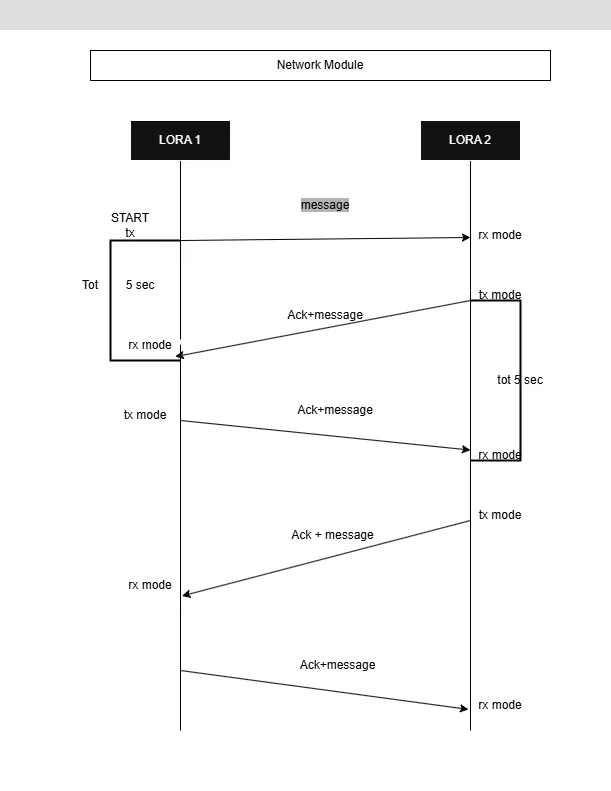 Network Module
LORA 1
LORA 2
message
START
tx
rx mode
Tot
5 sec
tx mode
Ack+message
rx mode
tot 5 sec
Ack+message
tx mode
rx mode
tx mode
Ack + message
rx mode
Ack+message
rx mode